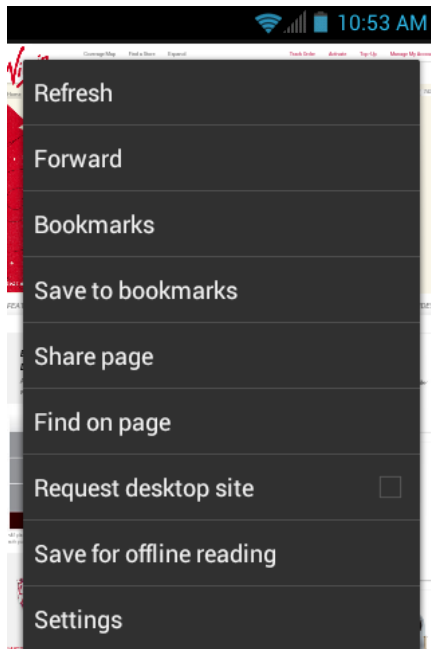 10:53 AM
Coverage Map Find a Store Espanol Track Order Activate Top-Up Manage My
Refresh
Forward
Bookmarks
Save to bookmarks
Share page
Find on page
Request desktop site
Save for offline reading
Settings